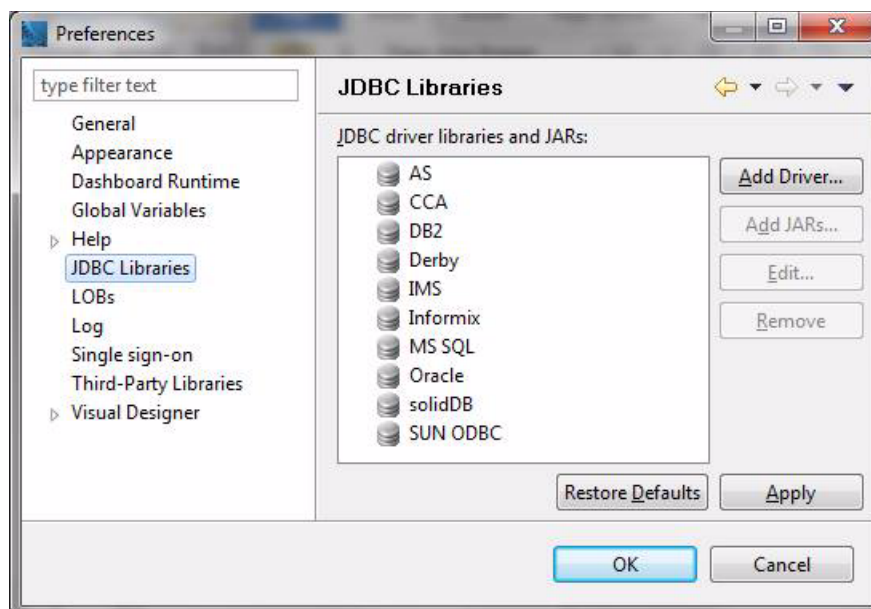 Preferences
type filter text
General
Appearance
Dashboard Runtime
Global Variables
Help
JDBC Libraries
LOBs
Log
Single sign-on
Third-Party Libraries
Visual Designer
JDBC Libraries
JDBC driver libraries and JARs:
AS
CCA
DB2
Derby
IMS
Informix
MS SQL
Oracle
solidDB
SUN ODBC
Add Driver...
Add JARs...
Edit...
Remove
Restore Defaults
Apply
OK
Cancel